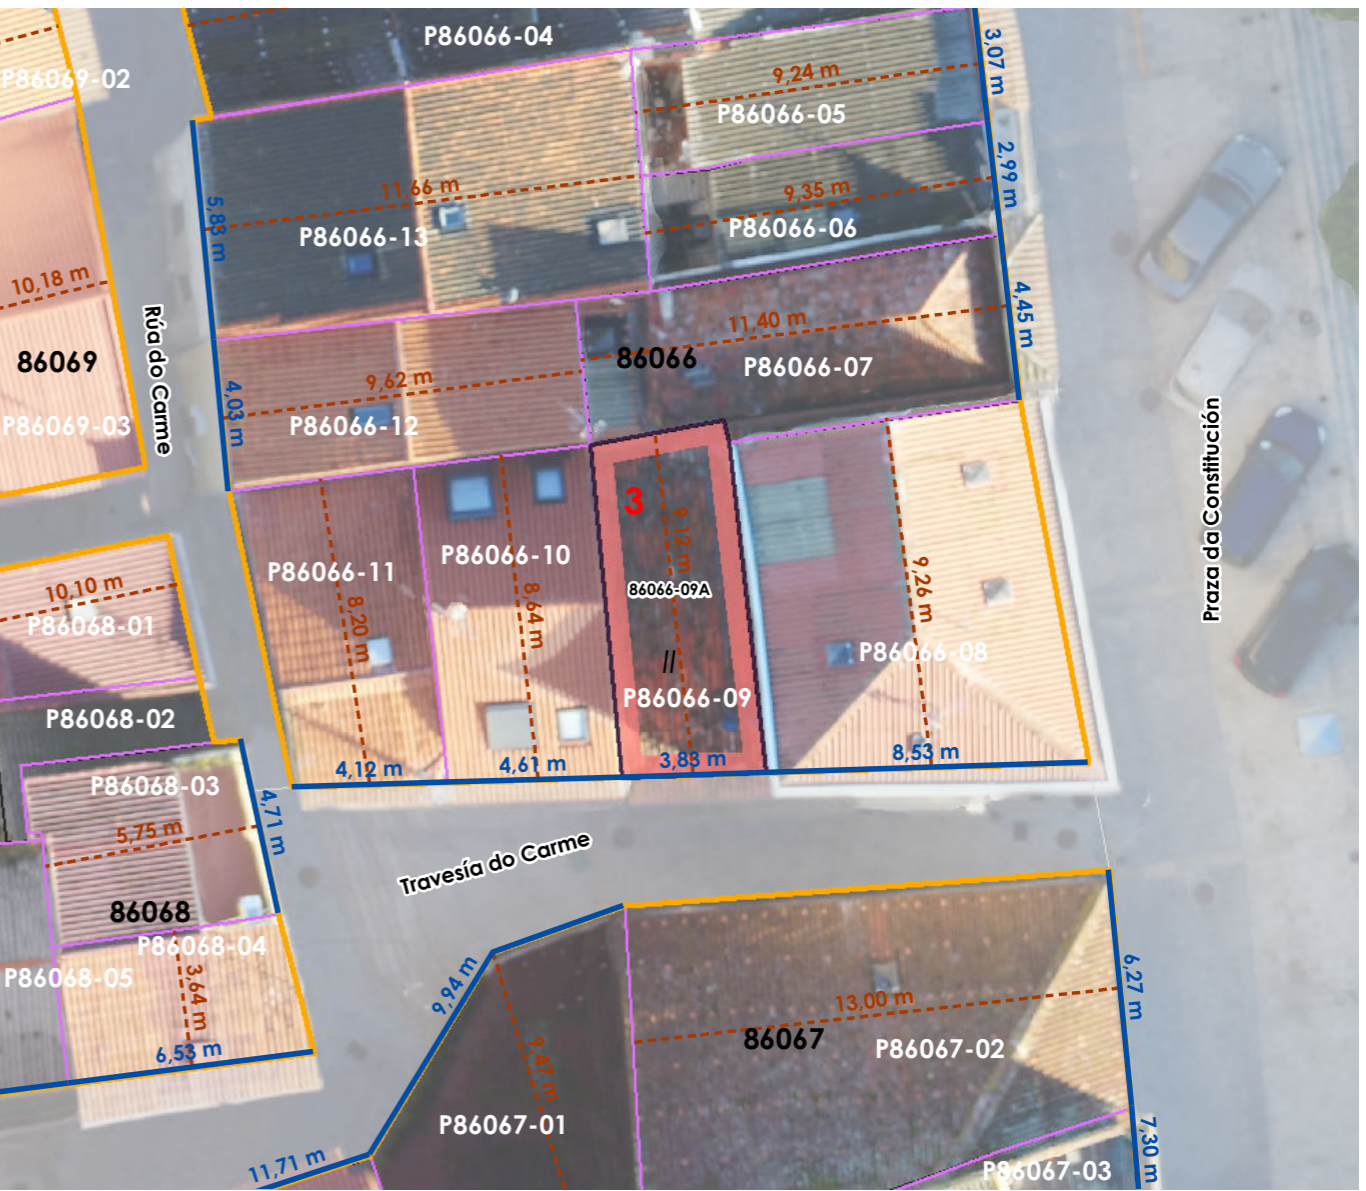 P86066-04
3,07 m
P86069-02
9,24 m
P86066-05
2,99 m
11,66 m
9,35 m
5,83 m
P86066-13
P86066-06
10,18 m
4,45 m
Rúa do Carme
11,40 m
86069
86066
P86066-07
9,62 m
4,03 m
P86069-03
P86066-12
Praza da Constitución
3
9,12 m
P86066-11
P86066-10
86066-09A
10,10 m
8,20 m
8,64 m
9,26 m
P86068-01
P86066-08
//
P86066-09
P86068-02
4,12 m
4,61 m
3,83 m
8,53 m
P86068-03
4,71 m
5,75 m
Travesía do Carme
86068
P86068-04
P86068-05
3,64 m
9,94 m
6,27 m
13,00 m
86067
P86067-02
6,53 m
9,47 m
P86067-01
7,30 m
11,71 m
P86067-03